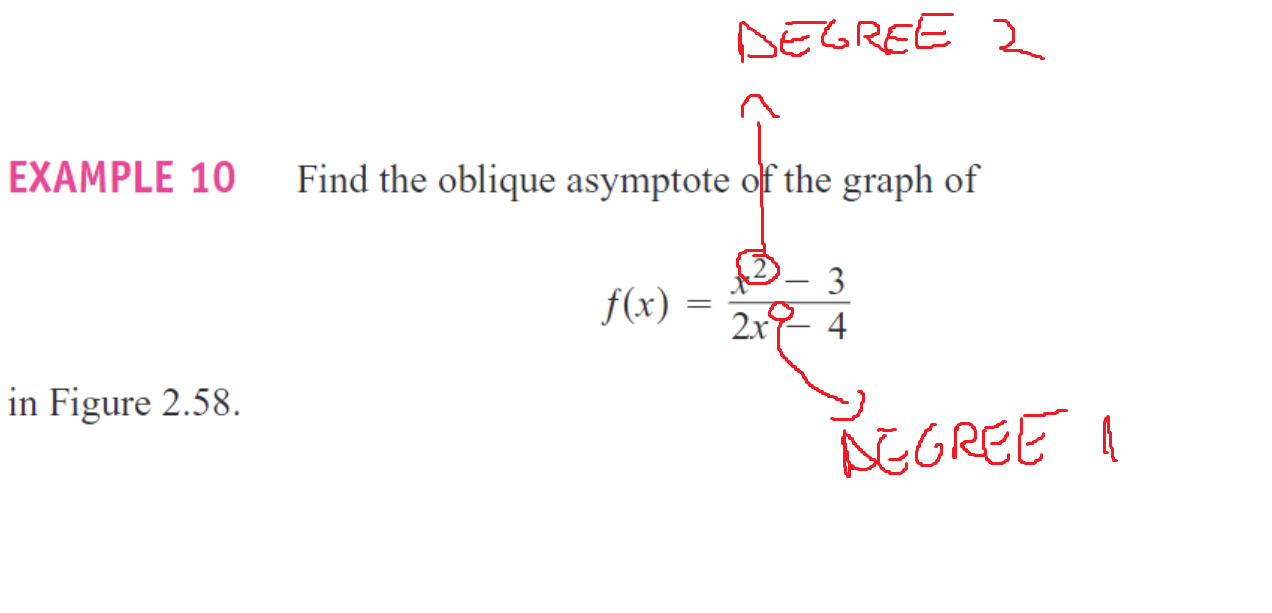 DEGREE 2
EXAMPLE 10 Find the oblique asymptote of the graph of
f(x) = \frac{x^2 - 3}{2x - 4}
DEGREE 1
in Figure 2.58.